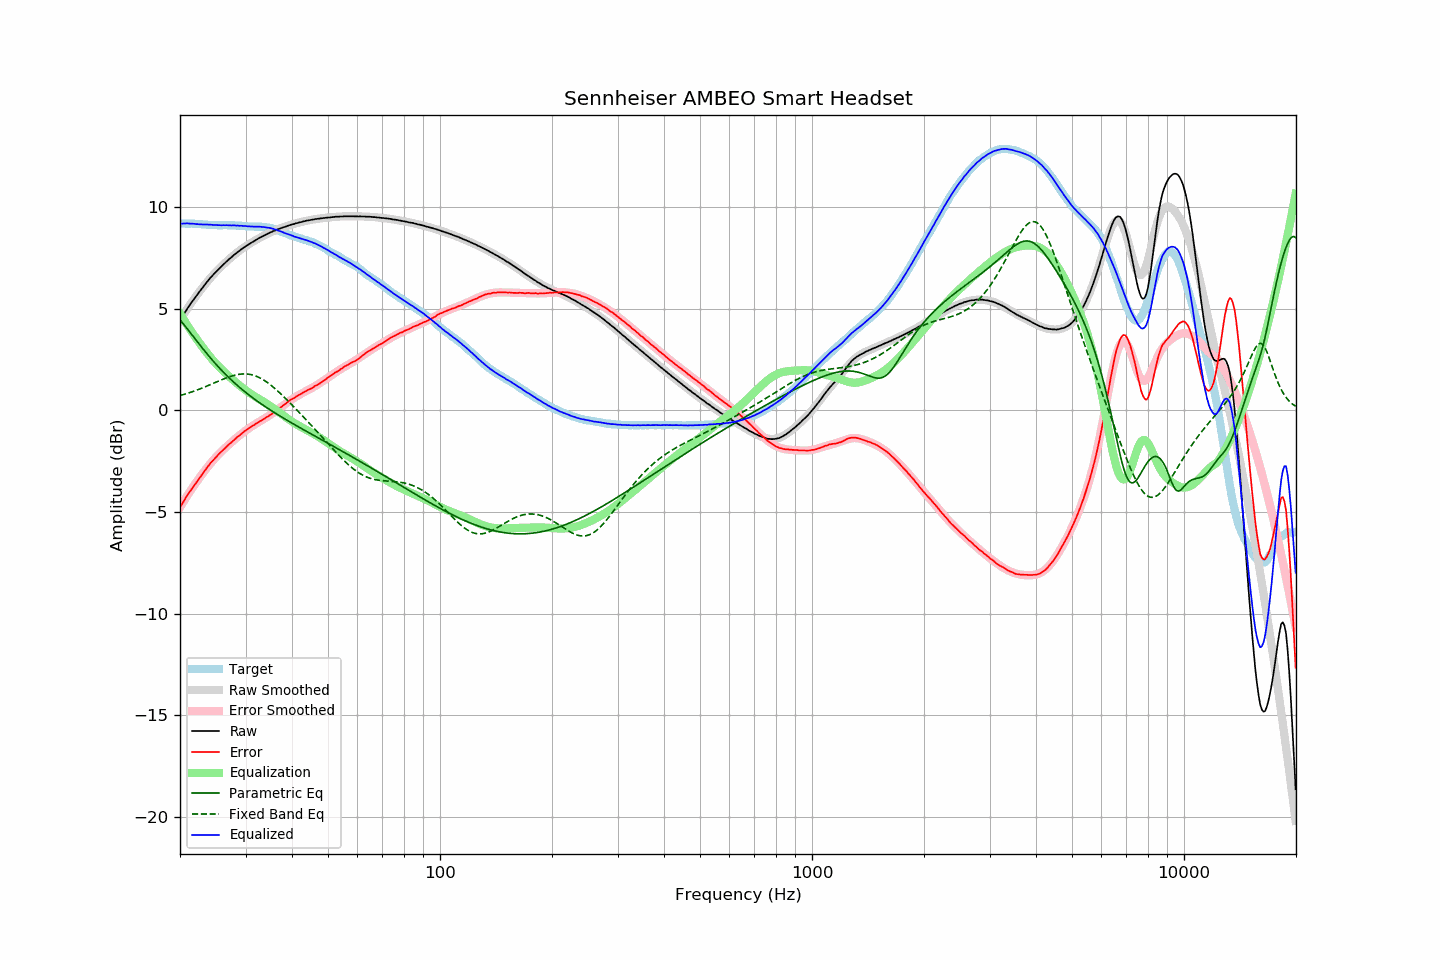 Sennheiser AMBEO Smart Headset
Amplitude (dBr)
10
5
0
−5
−10
−15
−20
Target
Raw Smoothed
Error Smoothed
Raw
Error
Equalization
Parametric Eq
Fixed Band Eq
Equalized
100 1000 10000
Frequency (Hz)